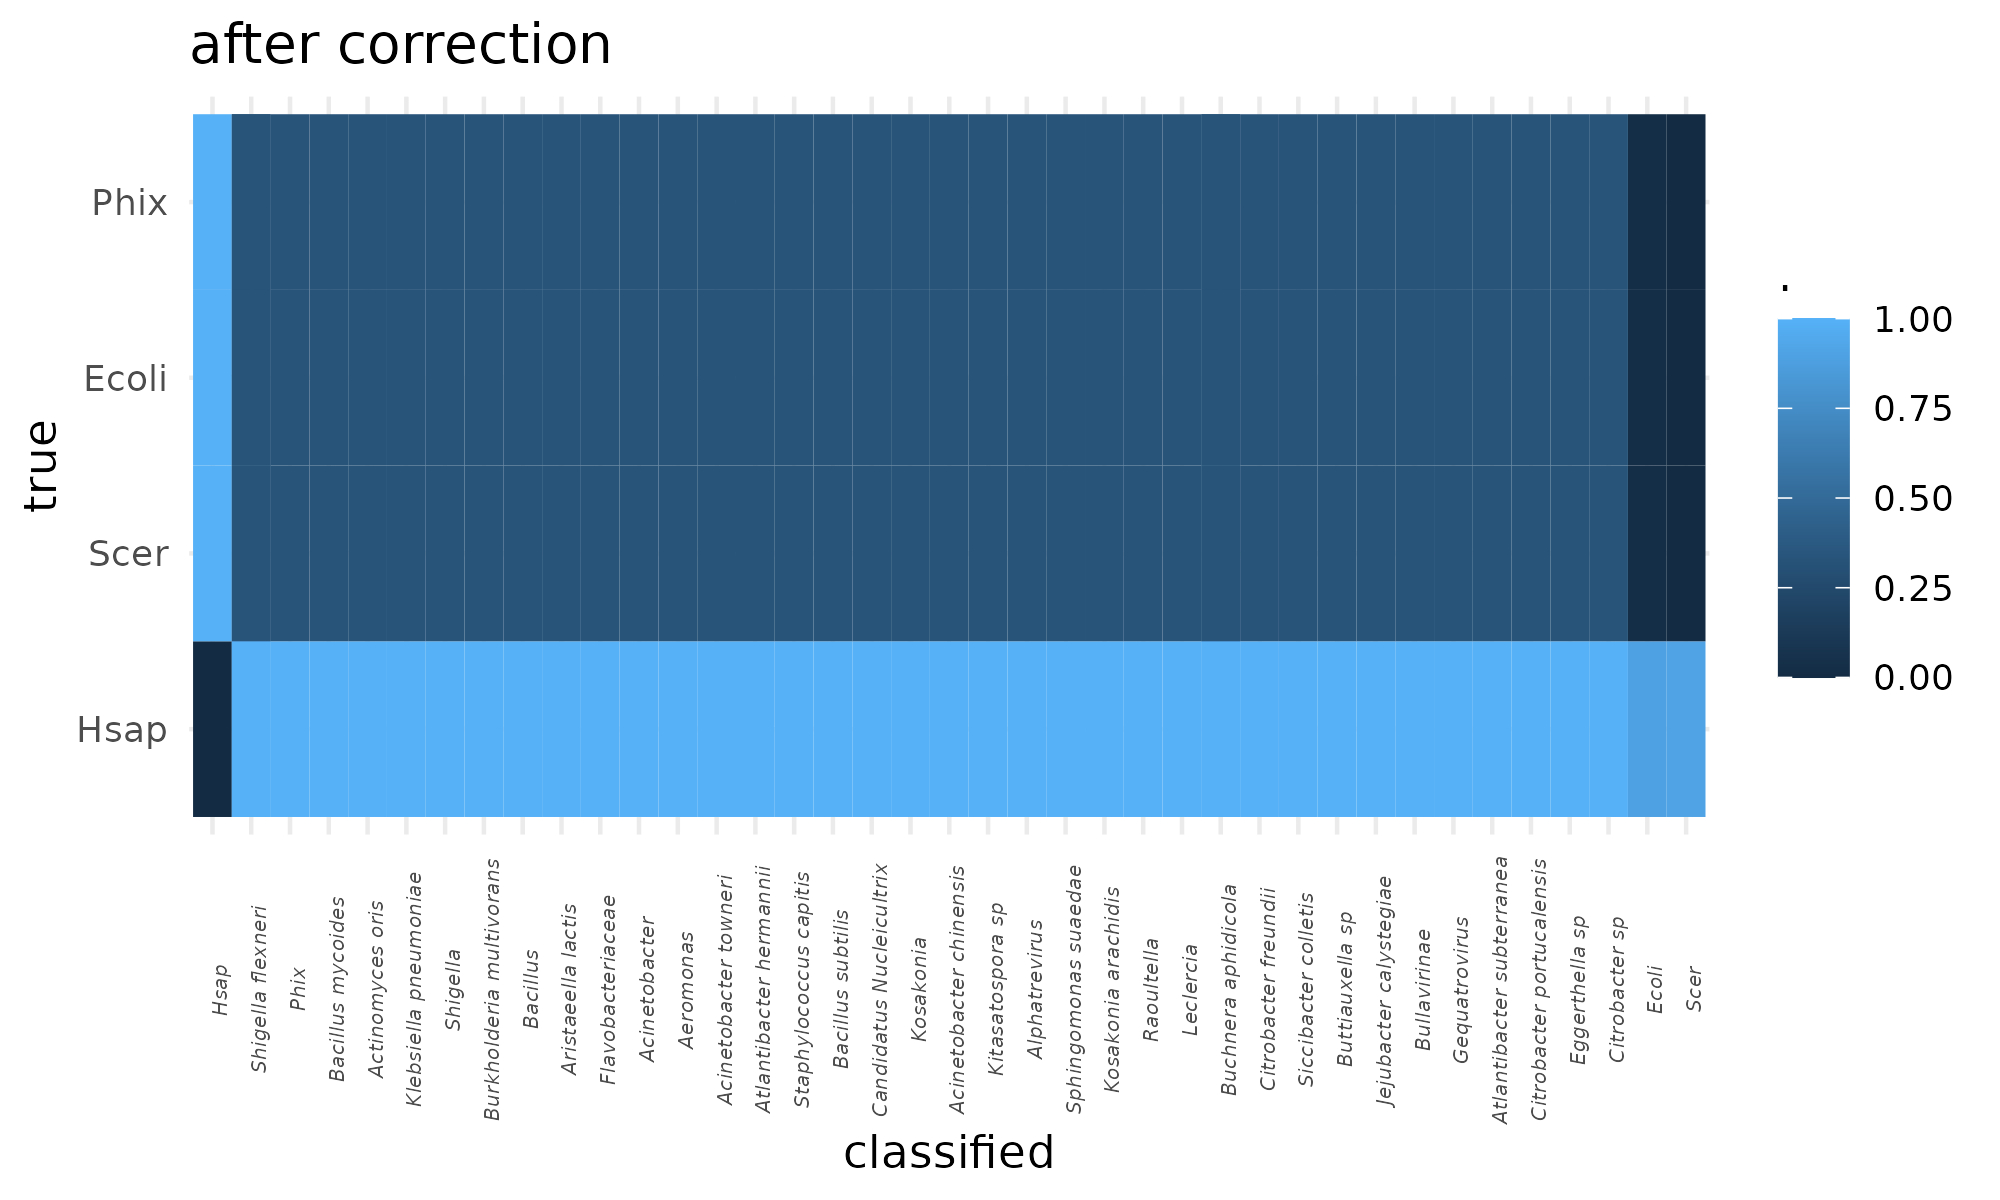 after correction
true
Phix
Ecoli
Scer
Hsap
.
1.00
0.75
0.50
0.25
0.00
Hsap
Shigella flexneri
Phix
Bacillus mycoides
Actinomyces oris
Klebsiella pneumoniae
Shigella
Burkholderia multivorans
Bacillus
Aristaeella lactis
Flavobacteriaceae
Acinetobacter
Aeromonas
Acinetobacter towneri
Atlantibacter hermannii
Staphylococcus capitis
Bacillus subtilis
Candidatus Nucleicultrix
Kosakonia
Acinetobacter chinensis
Kitasatospora sp
Alphatrevirus
Sphingomonas suaedae
Kosakonia arachidis
Raoultella
Leclercia
Buchnera aphidicola
Citrobacter freundii
Siccibacter colletis
Buttiauxella sp
Jejubacter calystegiae
Bullavirinae
Gequatrovirus
Atlantibacter subterranea
Citrobacter portucalensis
Eggerthella sp
Citrobacter sp
Ecoli
Scer
classified